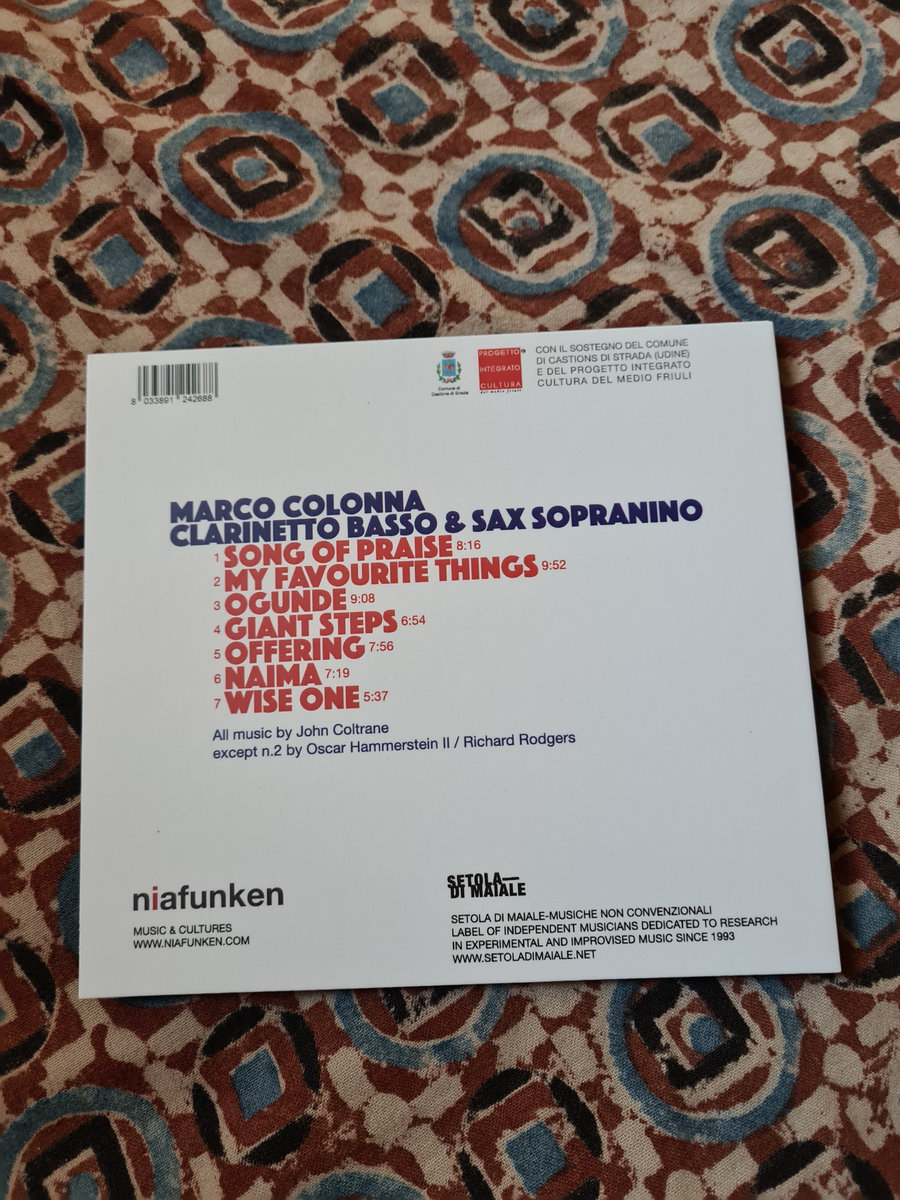 8 033891 242688
Comune di
Castions di Strada
PROGETTO
INTEGRATO
CULTURA
del medio friuli
CON IL SOSTEGNO DEL COMUNE
DI CASTIONS DI STRADA (UDINE)
E DEL PROGETTO INTEGRATO
CULTURA DEL MEDIO FRIULI
MARCO COLONNA
CLARINETTO BASSO & SAX SOPRANINO
1 SONG OF PRAISE 8:16
2 MY FAVOURITE THINGS 9:52
3 OGUNDE 9:08
4 GIANT STEPS 6:54
5 OFFERING 7:56
6 NAIMA 7:19
7 WISE ONE 5:37
All music by John Coltrane
except n.2 by Oscar Hammerstein II / Richard Rodgers
niafunken
MUSIC & CULTURES
WWW.NIAFUNKEN.COM
SETOLA—
DI MAIALE
SETOLA DI MAIALE-MUSICHE NON CONVENZIONALI
LABEL OF INDEPENDENT MUSICIANS DEDICATED TO RESEARCH
IN EXPERIMENTAL AND IMPROVISED MUSIC SINCE 1993
WWW.SETOLADIMAIALE.NET